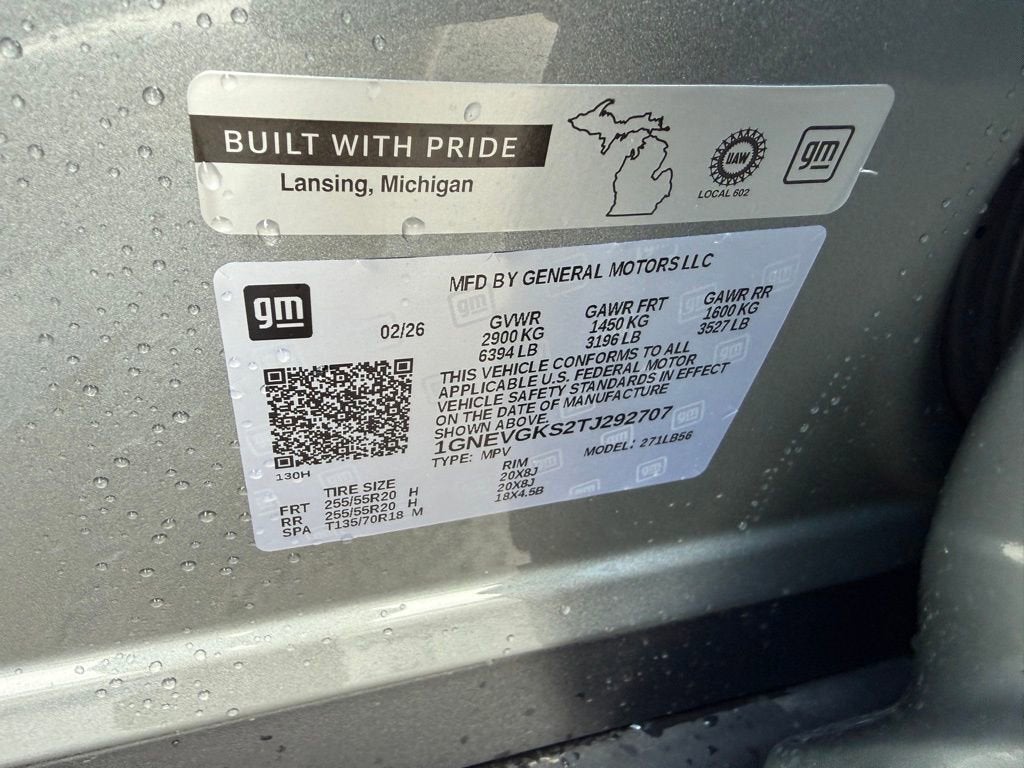 BUILT WITH PRIDE
Lansing, Michigan
UAW
LOCAL 602
gm
MFD BY GENERAL MOTORS LLC
gm
02/26
GVWR
2900 KG
6394 LB
GAWR FRT
1450 KG
3196 LB
GAWR RR
1600 KG
3527 LB
THIS VEHICLE CONFORMS TO ALL
APPLICABLE U.S. FEDERAL MOTOR
VEHICLE SAFETY STANDARDS IN EFFECT
ON THE DATE OF MANUFACTURE
SHOWN ABOVE.
1GNEVGKS2TJ292707
TYPE: MPV
MODEL: 271LB56
130H
TIRE SIZE
RIM
FRT 255/55R20 H 20X8J
RR 255/55R20 H 20X8J
SPA T135/70R18 M 18X4.5B